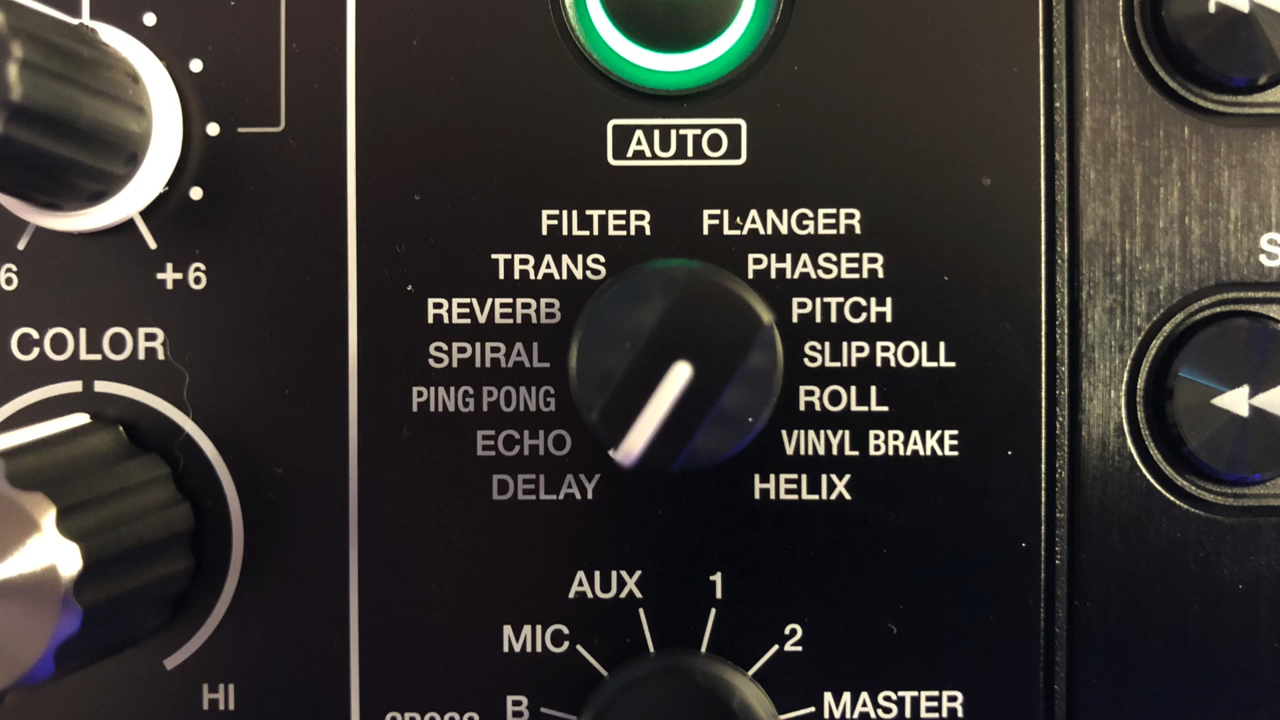 AUTO
FILTER FLANGER
TRANS PHASER
REVERB PITCH
SPIRAL SLIP ROLL
PING PONG ROLL
ECHO VINYL BRAKE
DELAY HELIX
6 +6
COLOR
HI
AUX 1
MIC 2
B MASTER
S